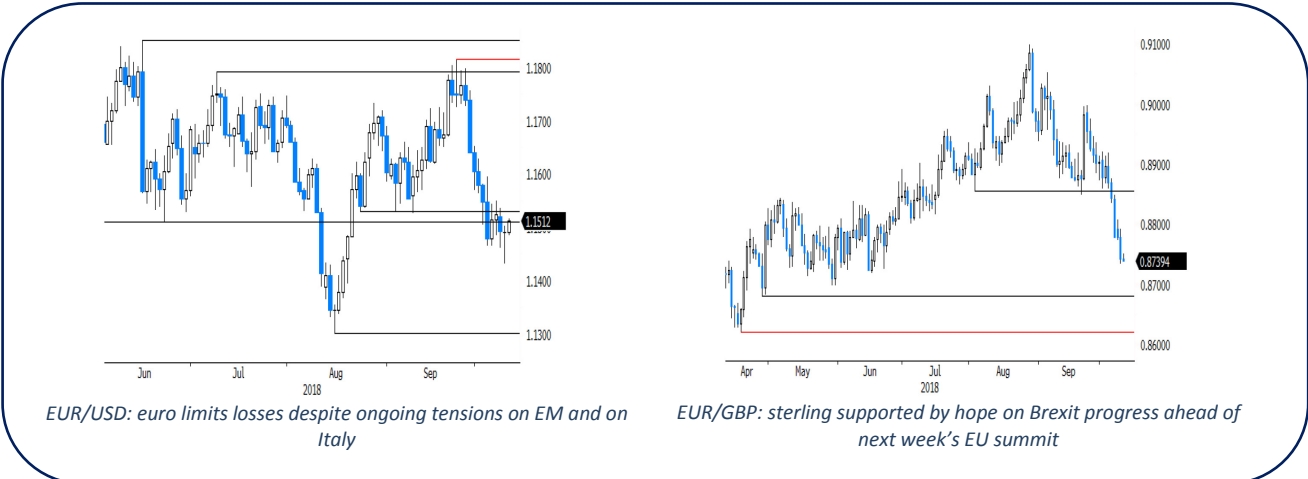 1.1800
1.1700
1.1600
1.1512
1.1400
1.1300
Jun Jul Aug Sep
2018
EUR/USD: euro limits losses despite ongoing tensions on EM and on
Italy
0.91000
0.90000
0.89000
0.88000
0.87394
0.87000
0.86000
Apr May Jun Jul Aug Sep
2018
EUR/GBP: sterling supported by hope on Brexit progress ahead of
next week's EU summit